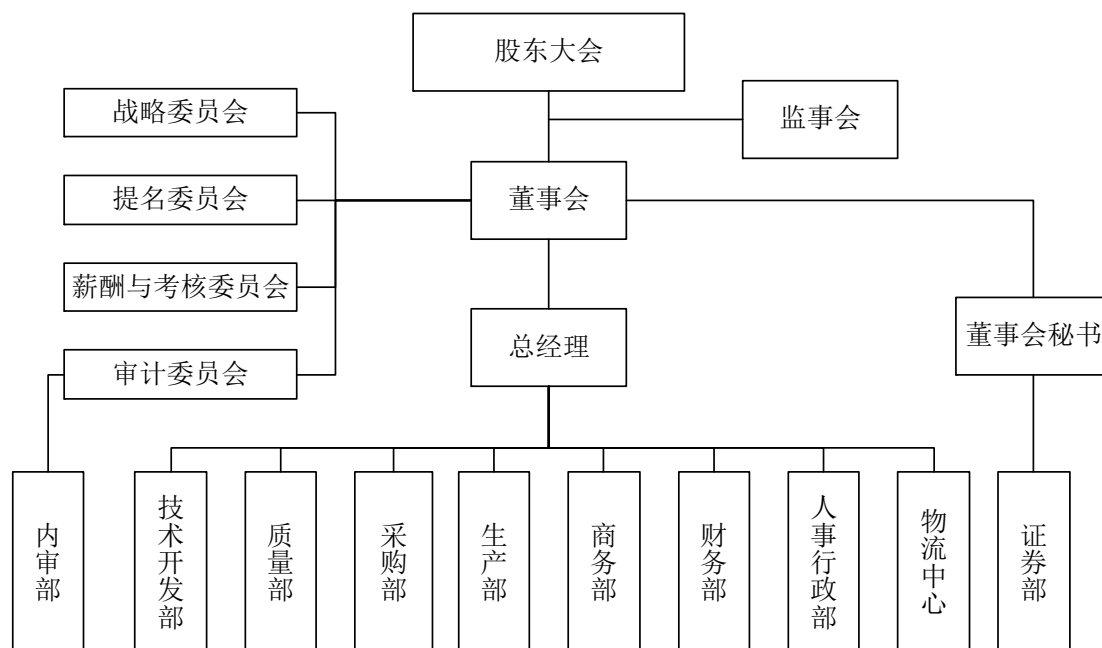 股东大会
监事会
战略委员会
提名委员会
董事会
薪酬与考核委员会
总经理
董事会秘书
审计委员会
内审部
技术开发部
质量部
采购部
生产部
商务部
财务部
人事行政部
物流中心
证券部